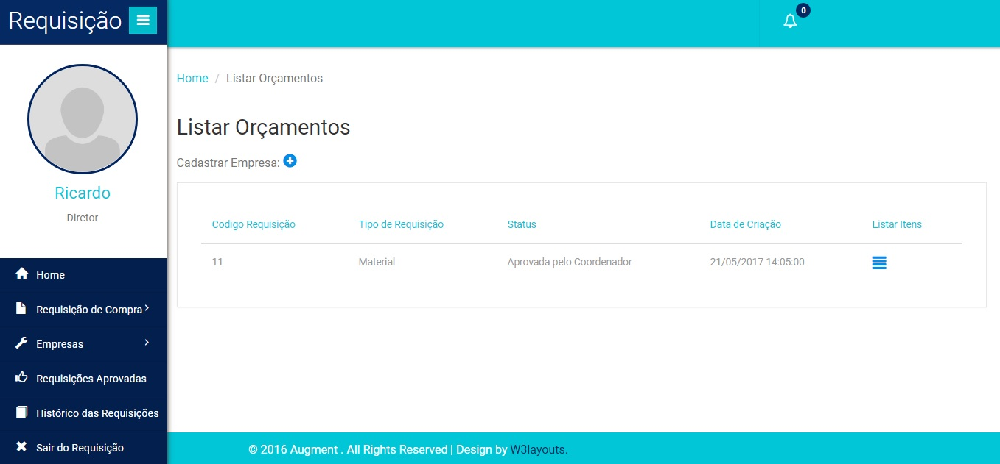 Requisição
0
Ricardo
Diretor
Home
Requisição de Compra
Empresas
Requisições Aprovadas
Histórico das Requisições
Sair do Requisição
Home / Listar Orçamentos
Listar Orçamentos
Cadastrar Empresa:
Codigo Requisição Tipo de Requisição Status Data de Criação Listar Itens
11 Material Aprovada pelo Coordenador 21/05/2017 14:05:00
© 2016 Augment . All Rights Reserved | Design by W3layouts.